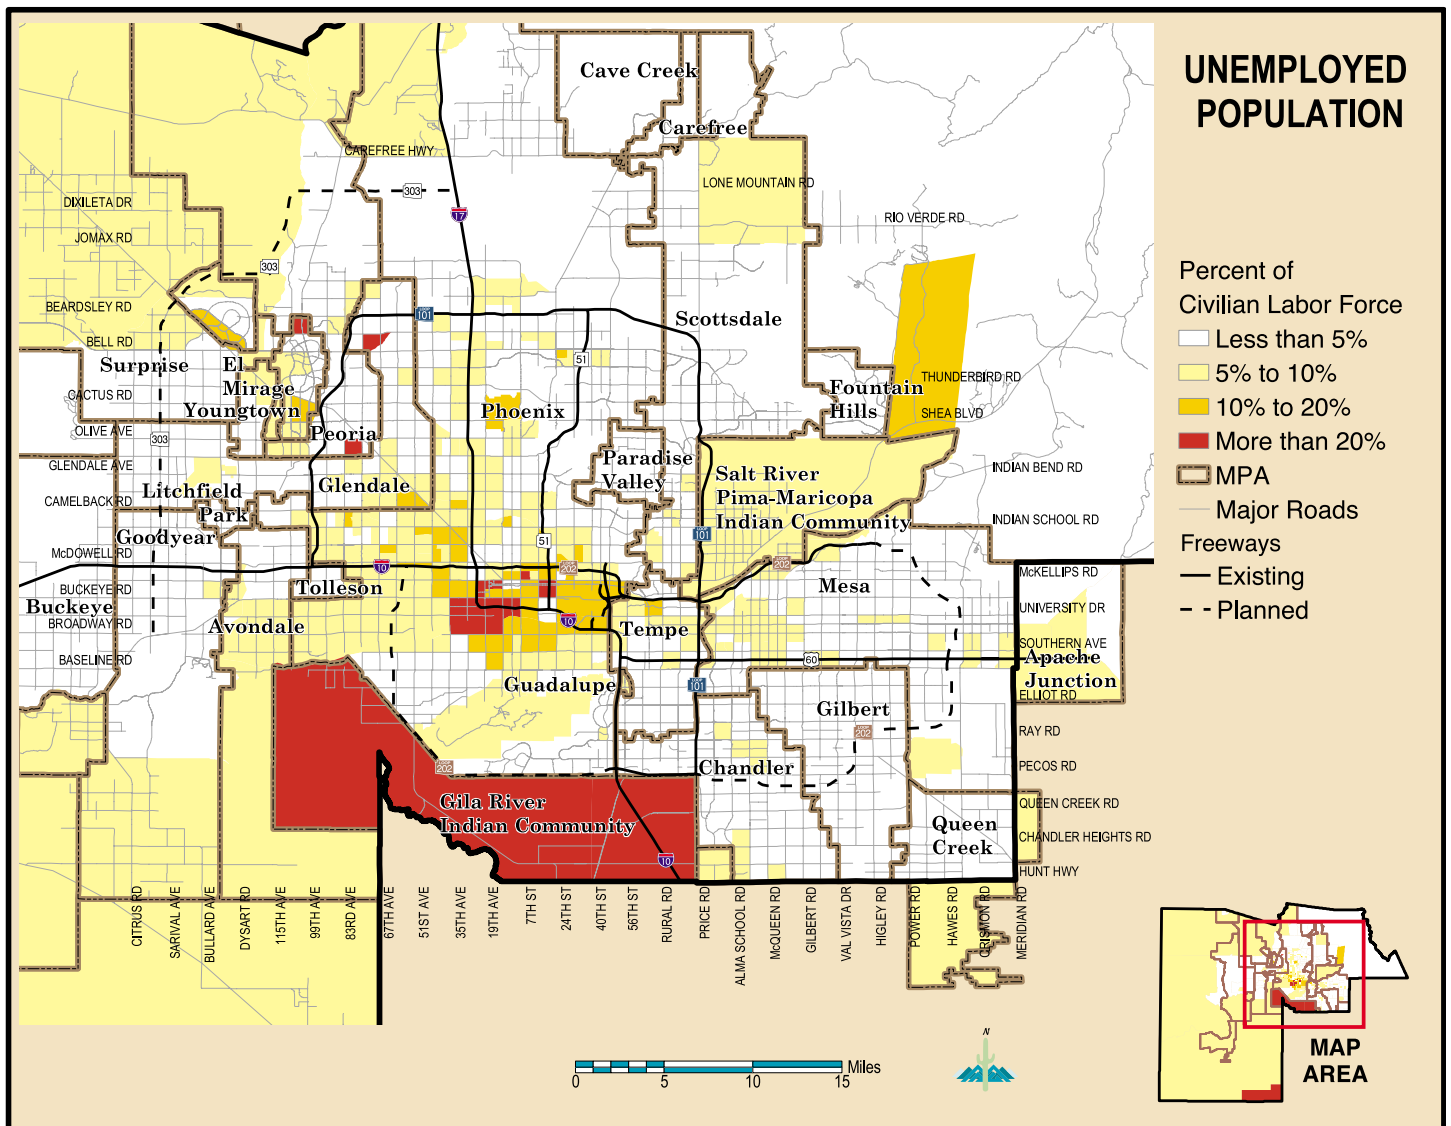 UNEMPLOYED
POPULATION
Percent of
Civilian Labor Force
Less than 5%
5% to 10%
10% to 20%
More than 20%
MPA
Major Roads
Freeways
Existing
Planned
Cave Creek
Carefree
CAREFREE HWY
LONE MOUNTAIN RD
303
17
DIXILETA DR
RIO VERDE RD
JOMAX RD
303
BEARDSLEY RD
101
Scottsdale
BELL RD
51
Surprise
El
Mirage
THUNDERBIRD RD
Fountain
Hills
CACTUS RD
Youngtown
Phoenix
SHEA BLVD
OLIVE AVE
303
Peoria
GLENDALE AVE
Paradise
Valley
INDIAN BEND RD
Salt River
Pima-Maricopa
Indian Community
Glendale
Litchfield
Park
CAMELBACK RD
INDIAN SCHOOL RD
Goodyear
101
51
McDOWELL RD
10
202
202
McKELLIPS RD
BUCKEYE RD
Tolleson
Mesa
Buckeye
UNIVERSITY DR
BROADWAY RD
Avondale
10
Tempe
SOUTHERN AVE
BASELINE RD
60
Apache
Junction
Guadalupe
101
ELLIOT RD
Gilbert
RAY RD
202
202
Chandler
PECOS RD
Gila River
Indian Community
QUEEN CREEK RD
Queen
Creek
CHANDLER HEIGHTS RD
10
HUNT HWY
CITRUS RD
SARIVAL AVE
BULLARD AVE
DYSART RD
115TH AVE
99TH AVE
83RD AVE
67TH AVE
51ST AVE
35TH AVE
19TH AVE
7TH ST
24TH ST
40TH ST
56TH ST
RURAL RD
PRICE RD
ALMA SCHOOL RD
McQUEEN RD
GILBERT RD
VAL VISTA DR
HIGLEY RD
POWER RD
HAWES RD
CRISMON RD
MERIDIAN RD
N
Miles
0 5 10 15
MAP
AREA